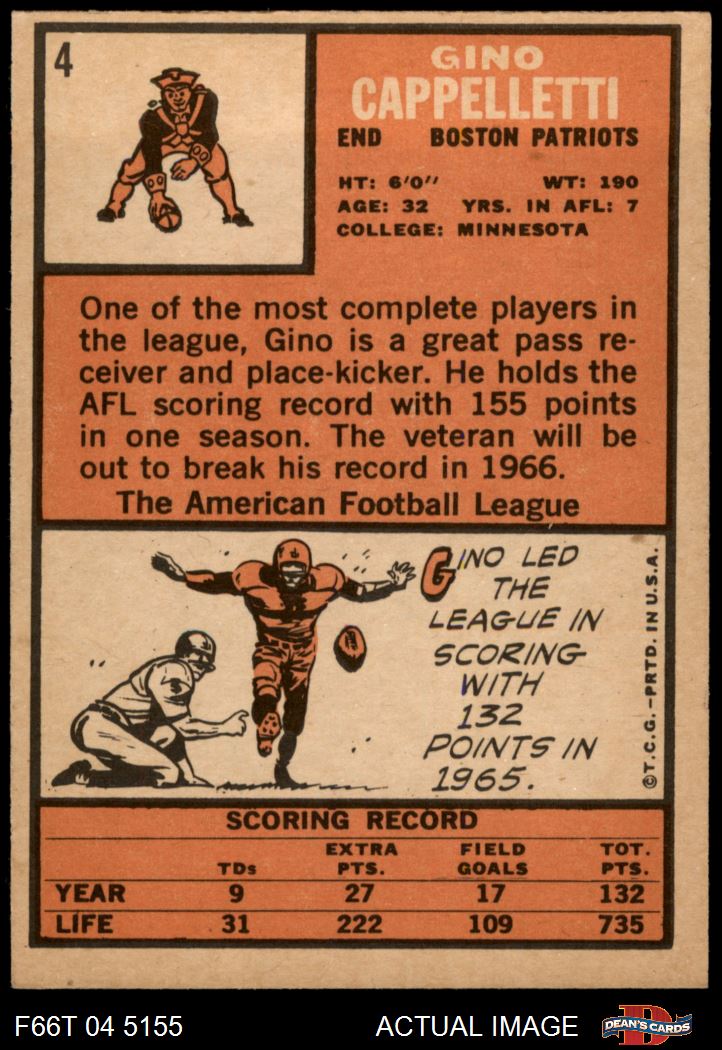 4
GINO
CAPPELLETTI
END BOSTON PATRIOTS
HT: 6'0" WT: 190
AGE: 32 YRS. IN AFL: 7
COLLEGE: MINNESOTA
One of the most complete players in
the league, Gino is a great pass re-
ceiver and place-kicker. He holds the
AFL scoring record with 155 points
in one season. The veteran will be
out to break his record in 1966.
The American Football League
GINO LED
THE
LEAGUE IN
SCORING
WITH
132
POINTS IN
1965.
©T.C.G.—PRTD. IN U.S.A.
SCORING RECORD
TDs EXTRA PTS. FIELD GOALS TOT. PTS.
YEAR 9 27 17 132
LIFE 31 222 109 735
F66T 04 5155 ACTUAL IMAGE D DEAN'S CARDS